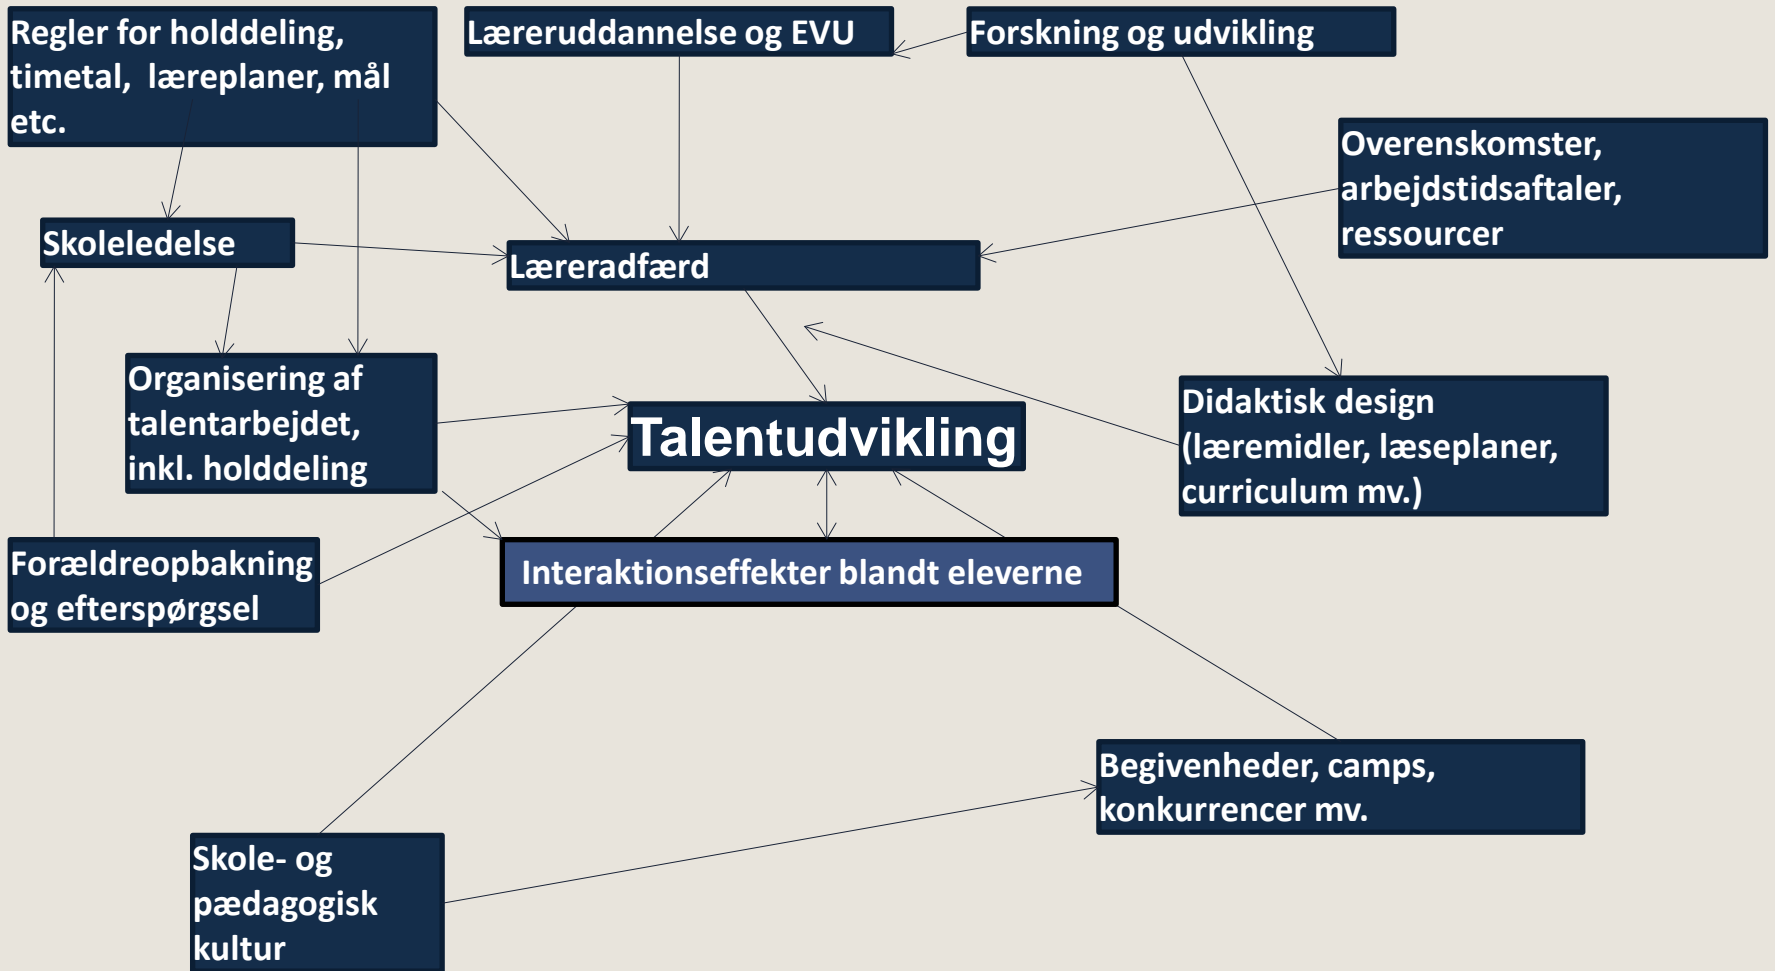 Regler for holddeling,
timetal, læreplaner, mål
etc.
Læreruddannelse og EVU
Forskning og udvikling
Overenskomster,
arbejdstidsaftaler,
ressourcer
Skoleledelse
Læreradfærd
Organisering af
talentarbejdet,
inkl. holddeling
Talentudvikling
Didaktisk design
(læremidler, læseplaner,
curriculum mv.)
Forældreopbakning
og efterspørgsel
Interaktionseffekter blandt eleverne
Begivenheder, camps,
konkurrencer mv.
Skole- og
pædagogisk
kultur